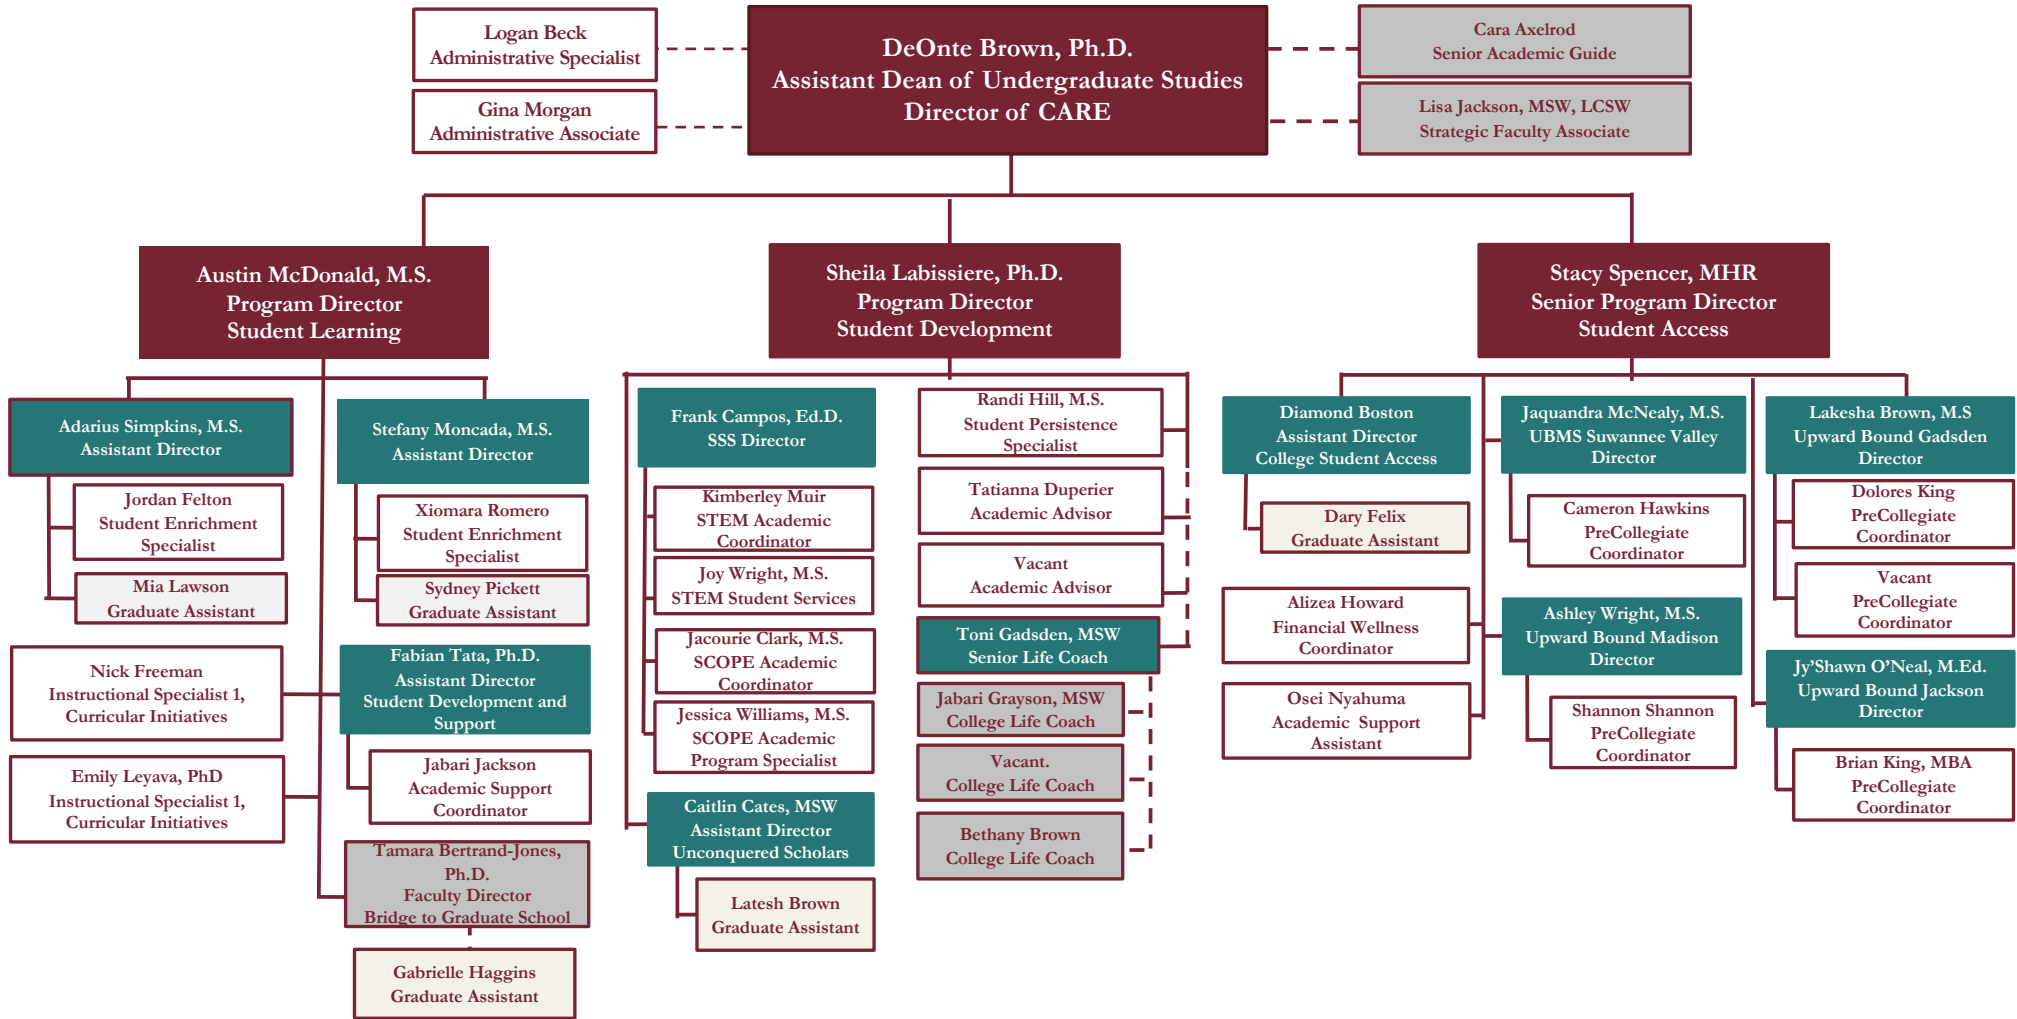 Logan Beck
Administrative Specialist
Gina Morgan
Administrative Associate
DeOnte Brown, Ph.D.
Assistant Dean of Undergraduate Studies
Director of CARE
Cara Axelrod
Senior Academic Guide
Lisa Jackson, MSW, LCSW
Strategic Faculty Associate
Austin McDonald, M.S.
Program Director
Student Learning
Sheila Labissiere, Ph.D.
Program Director
Student Development
Stacy Spencer, MHR
Senior Program Director
Student Access
Adarius Simpkins, M.S.
Assistant Director
Jordan Felton
Student Enrichment
Specialist
Mia Lawson
Graduate Assistant
Nick Freeman
Instructional Specialist 1,
Curricular Initiatives
Emily Leyava, PhD
Instructional Specialist 1,
Curricular Initiatives
Stefany Moncada, M.S.
Assistant Director
Xiomara Romero
Student Enrichment
Specialist
Sydney Pickett
Graduate Assistant
Fabian Tata, Ph.D.
Assistant Director
Student Development and
Support
Jabari Jackson
Academic Support
Coordinator
Tamara Bertrand-Jones,
Ph.D.
Faculty Director
Bridge to Graduate School
Gabrielle Haggins
Graduate Assistant
Frank Campos, Ed.D.
SSS Director
Kimberley Muir
STEM Academic
Coordinator
Joy Wright, M.S.
STEM Student Services
Jacourie Clark, M.S.
SCOPE Academic
Coordinator
Jessica Williams, M.S.
SCOPE Academic
Program Specialist
Caitlin Cates, MSW
Assistant Director
Unconquered Scholars
Latesh Brown
Graduate Assistant
Randi Hill, M.S.
Student Persistence
Specialist
Tatianna Duperier
Academic Advisor
Vacant
Academic Advisor
Toni Gadsden, MSW
Senior Life Coach
Jabari Grayson, MSW
College Life Coach
Vacant.
College Life Coach
Bethany Brown
College Life Coach
Diamond Boston
Assistant Director
College Student Access
Dary Felix
Graduate Assistant
Alizea Howard
Financial Wellness
Coordinator
Osei Nyahuma
Academic Support
Assistant
Jaquandra McNealy, M.S.
UBMS Suwannee Valley
Director
Cameron Hawkins
PreCollegiate
Coordinator
Ashley Wright, M.S.
Upward Bound Madison
Director
Shannon Shannon
PreCollegiate
Coordinator
Lakesha Brown, M.S
Upward Bound Gadsden
Director
Dolores King
PreCollegiate
Coordinator
Vacant
PreCollegiate
Coordinator
Jy’Shawn O’Neal, M.Ed.
Upward Bound Jackson
Director
Brian King, MBA
PreCollegiate
Coordinator